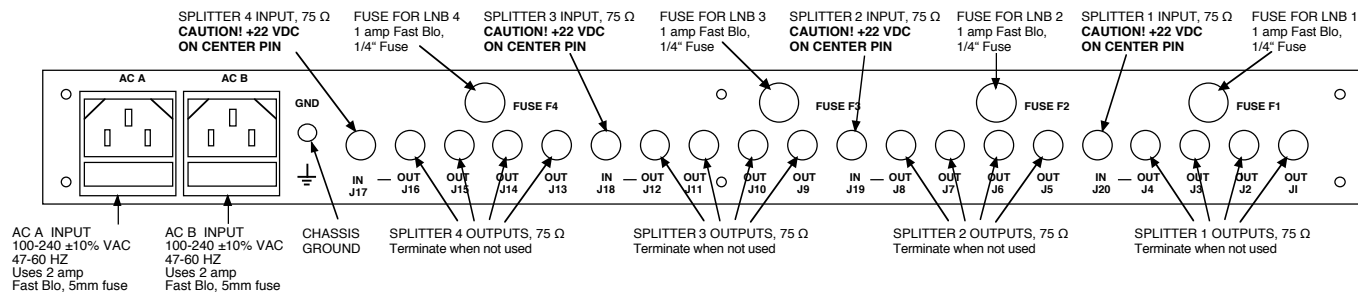 SPLITTER 4 INPUT, 75 Ω
CAUTION! +22 VDC
ON CENTER PIN
FUSE FOR LNB 4
1 amp Fast Blo,
1/4“ Fuse
SPLITTER 3 INPUT, 75 Ω
CAUTION! +22 VDC
ON CENTER PIN
FUSE FOR LNB 3
1 amp Fast Blo,
1/4“ Fuse
SPLITTER 2 INPUT, 75 Ω
CAUTION! +22 VDC
ON CENTER PIN
FUSE FOR LNB 2
1 amp Fast Blo,
1/4“ Fuse
SPLITTER 1 INPUT, 75 Ω
CAUTION! +22 VDC
ON CENTER PIN
FUSE FOR LNB 1
1 amp Fast Blo,
1/4“ Fuse
AC A
AC B
GND
FUSE F4
FUSE F3
FUSE F2
FUSE F1
IN — OUT OUT OUT OUT IN — OUT OUT OUT OUT IN — OUT OUT OUT OUT IN — OUT OUT OUT OUT
J17 J16 J15 J14 J13 J18 J12 J11 J10 J9 J19 J8 J7 J6 J5 J20 J4 J3 J2 J1
AC A INPUT
100-240 ±10% VAC
47-60 HZ
Uses 2 amp
Fast Blo, 5mm fuse
AC B INPUT
100-240 ±10% VAC
47-60 HZ
Uses 2 amp
Fast Blo, 5mm fuse
CHASSIS
GROUND
SPLITTER 4 OUTPUTS, 75 Ω
Terminate when not used
SPLITTER 3 OUTPUTS, 75 Ω
Terminate when not used
SPLITTER 2 OUTPUTS, 75 Ω
Terminate when not used
SPLITTER 1 OUTPUTS, 75 Ω
Terminate when not used